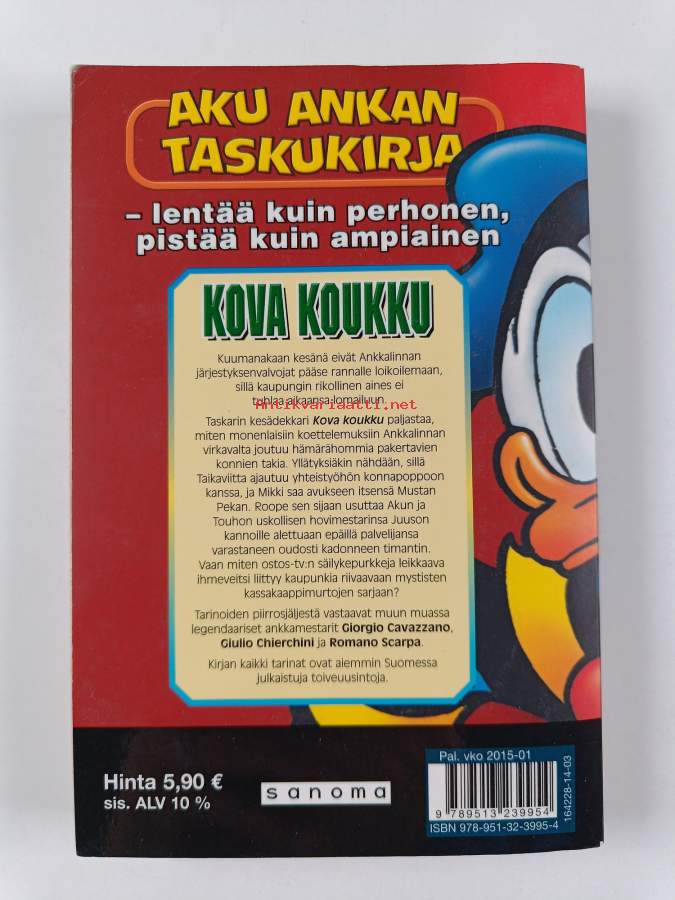 AKU ANKAN
TASKUKIRJA
– lentää kuin perhonen,
pistää kuin ampiainen
KOVA KOUKKU
Kuumanakaan kesänä eivät Ankkalinnan
järjestyksenvalvojat pääse rannalle loikoilemaan,
sillä kaupungin rikollinen aines ei
tuhlaa aikaansa lomailuun.
Antikvariaatti.net
Taskarin kesädekkari Kova koukku paljastaa,
miten monenlaisiin koettelemuksiin Ankkalinnan
virkavalta joutuu hämärähommia pakertavien
konnien takia. Yllätyksiäkin nähdään, sillä
Taikaviitta ajautuu yhteistyöhön konnapoppoon
kanssa, ja Mikki saa avukseen itsensä Mustan
Pekan. Roope sen sijaan usuttaa Akun ja
Touhon uskollisen hovimestarinsa Juuson
kannoille alettuaan epäillä palvelijansa
varastaneen oudosti kadonneen timantin.
Vaan miten ostos-tv:n säilykepurkkeja leikkaava
ihmeveitsi liittyy kaupunkia riivaavaan mystisten
kassakaappimurtojen sarjaan?
Tarinoiden piirrosjäljestä vastaavat muun muassa
legendaariset ankkamestarit Giorgio Cavazzano,
Giulio Chierchini ja Romano Scarpa.
Kirjan kaikki tarinat ovat aiemmin Suomessa
julkaistuja toiveuusintoja.
Hinta 5,90 €
sis. ALV 10 %
sanoma
Pal. vko 2015-01
9 789513 239954
ISBN 978-951-32-3995-4
164228-14-03